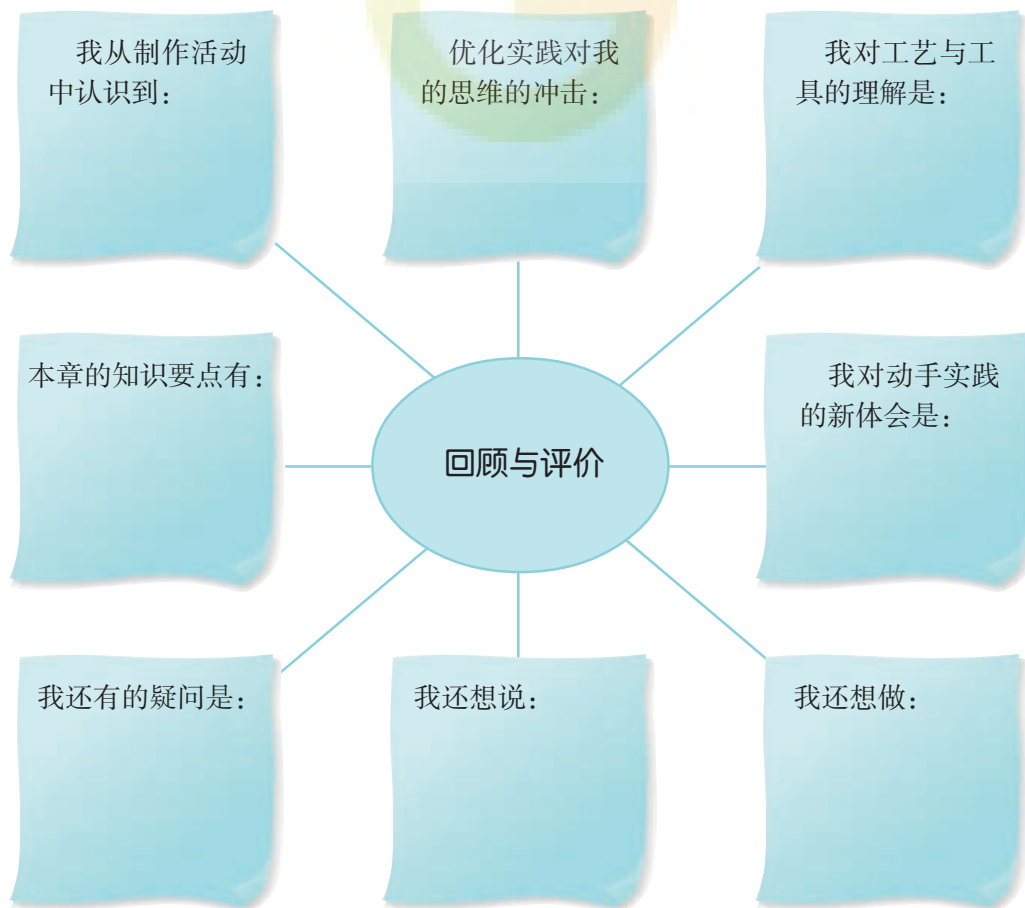 我从制作活动
中认识到：
优化实践对我
的思维的冲击：
我对工艺与工
具的理解是：
本章的知识要点有：
回顾与评价
我对动手实践
的新体会是：
我还有的疑问是：
我还想说：
我还想做：